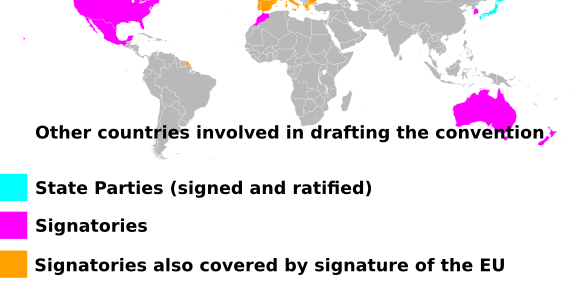 Other countries involved in drafting the convention
State Parties (signed and ratified)
Signatories
Signatories also covered by signature of the EU